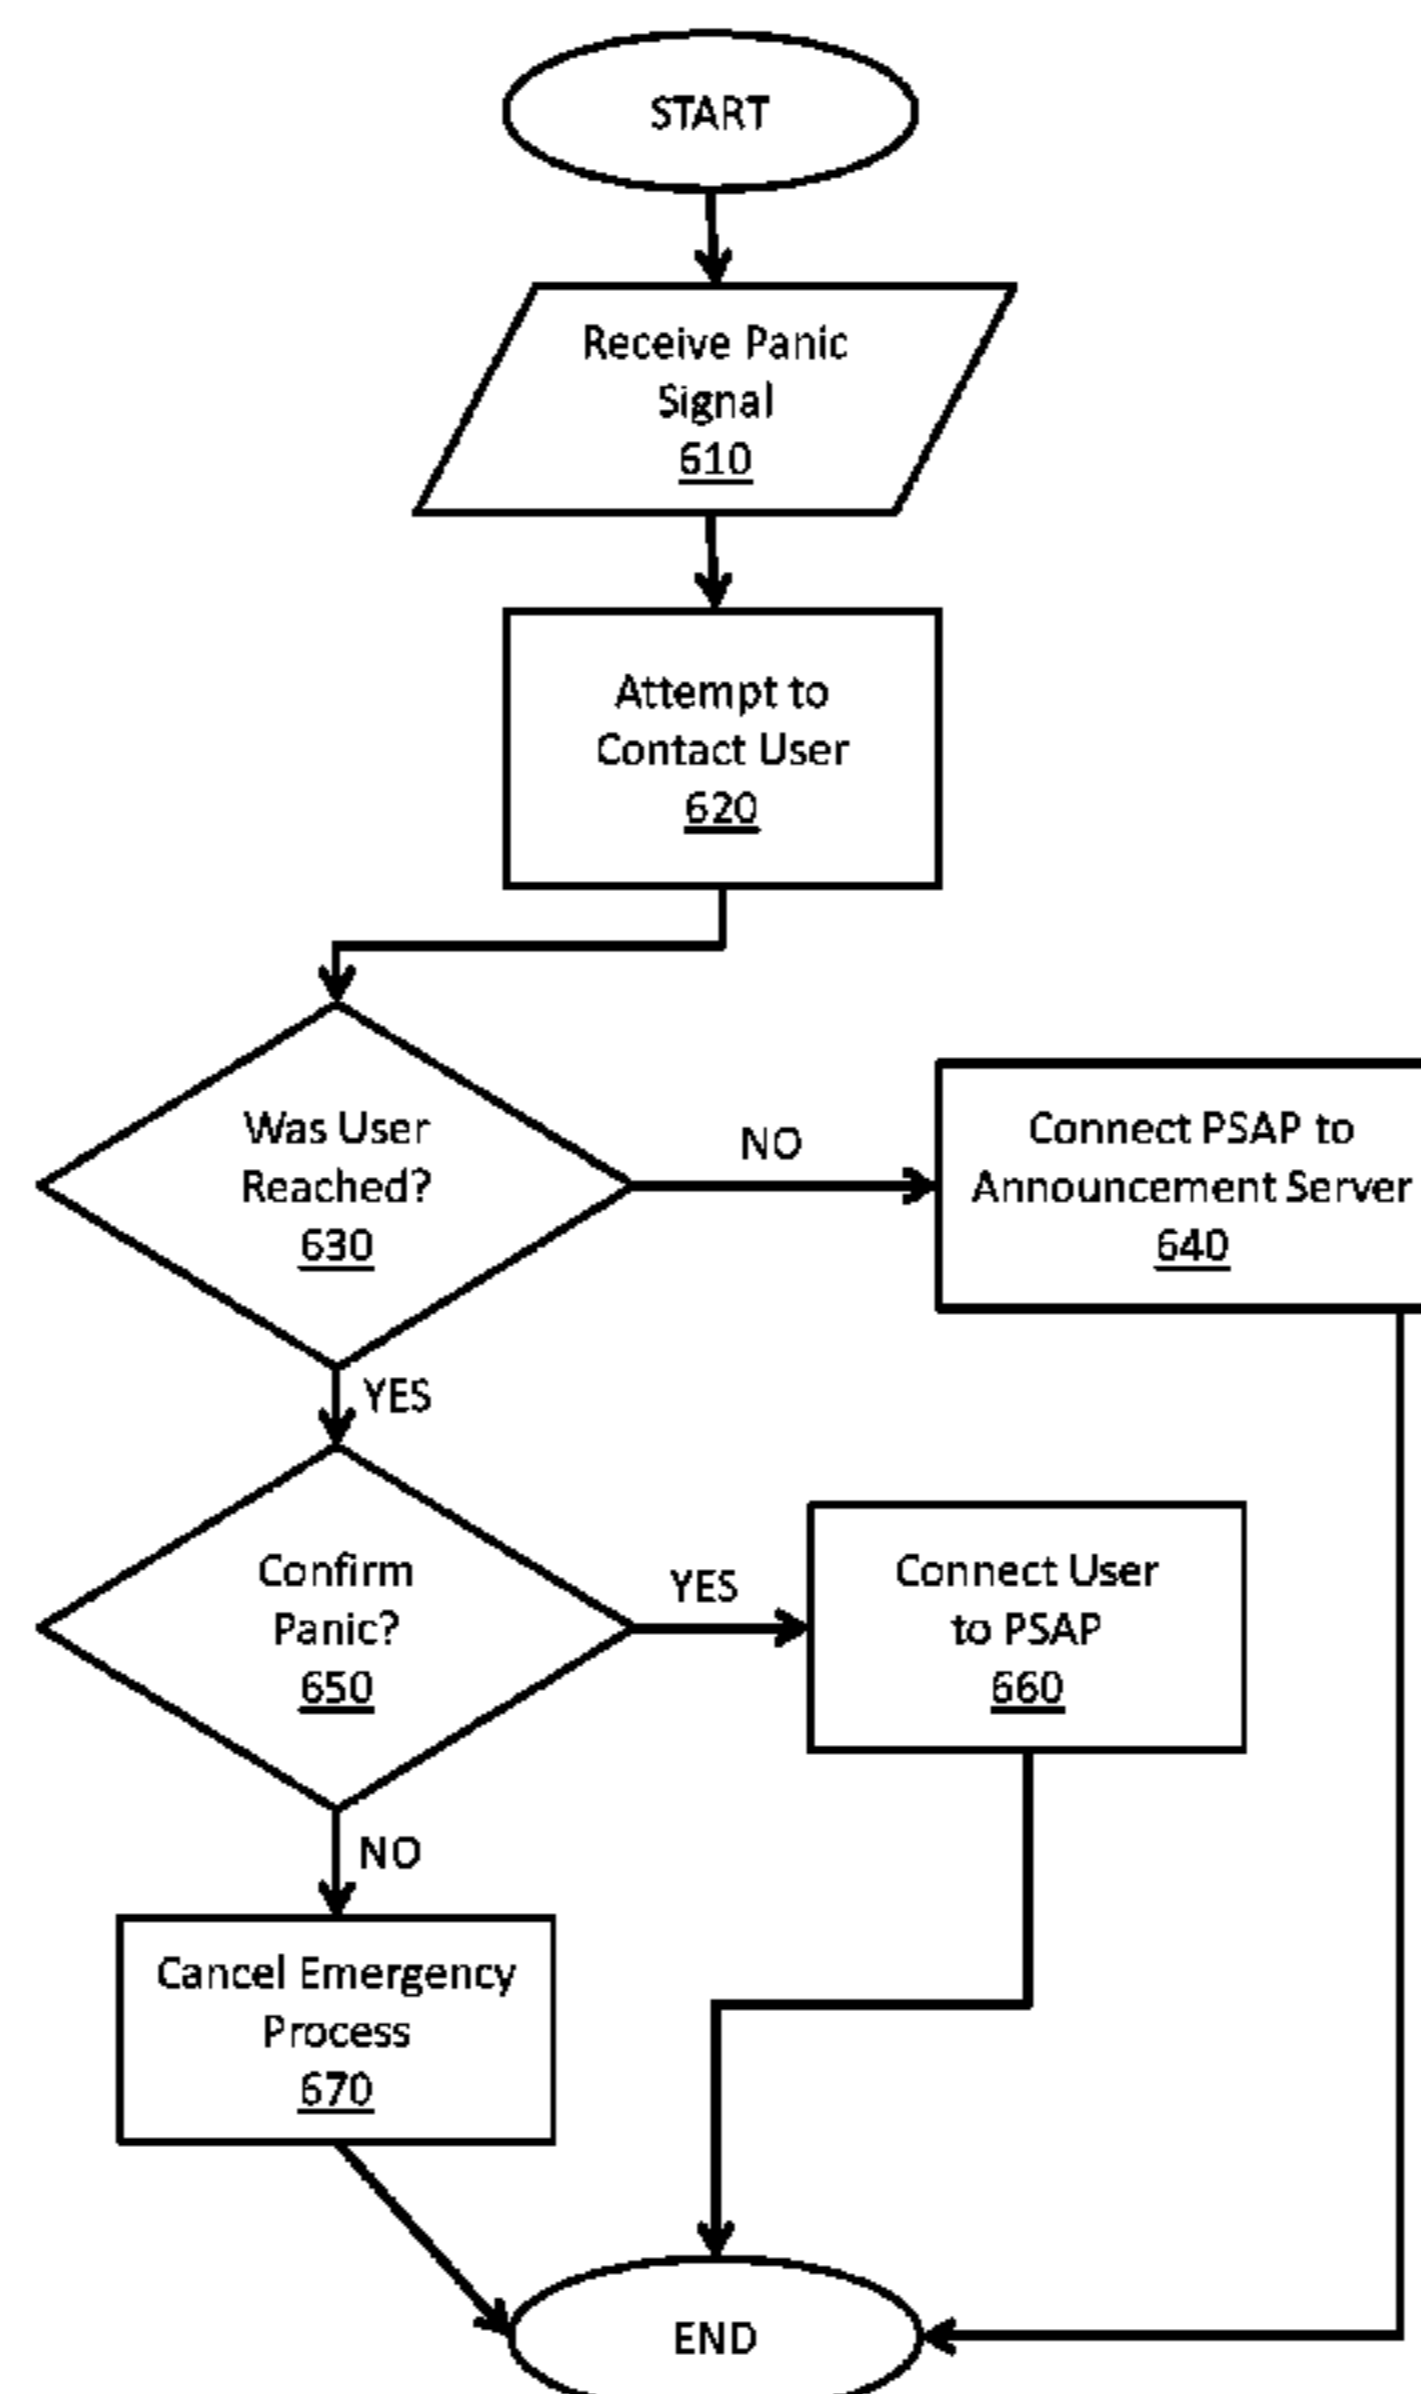 START
Receive Panic
Signal
610
Attempt to
Contact User
620
Was User
Reached?
630
NO
Connect PSAP to
Announcement Server
640
YES
Confirm
Panic?
650
YES
Connect User
to PSAP
660
NO
Cancel Emergency
Process
670
END